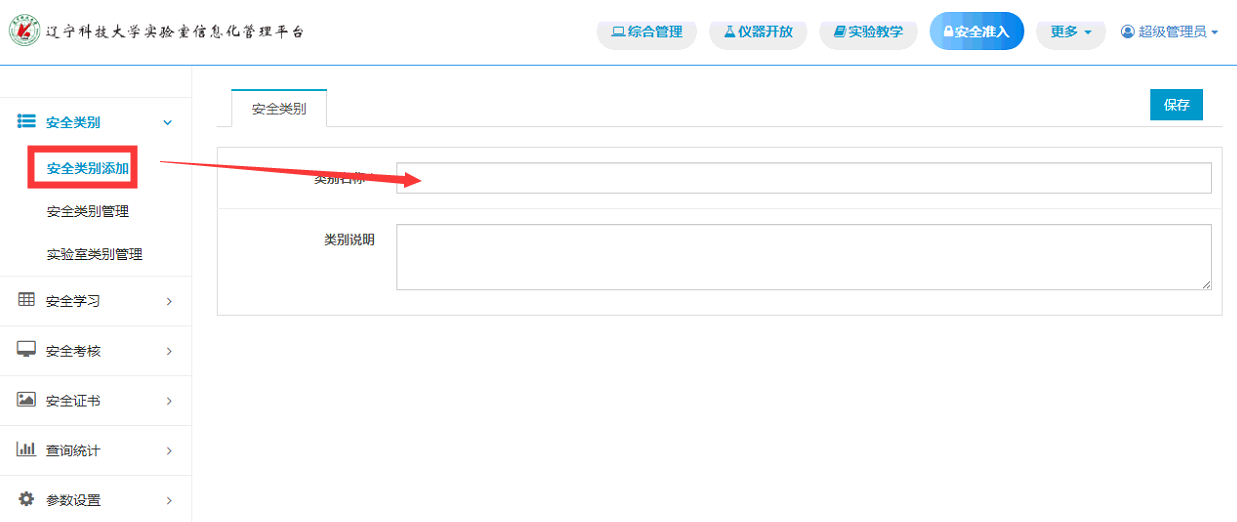 辽宁科技大学实验室信息化管理平台
综合管理
仪器开放
实验教学
安全准入
更多
超级管理员
安全类别
安全类别添加
安全类别管理
实验室类别管理
安全学习
安全考核
安全证书
查询统计
参数设置
安全类别
保存
类别名称
类别说明